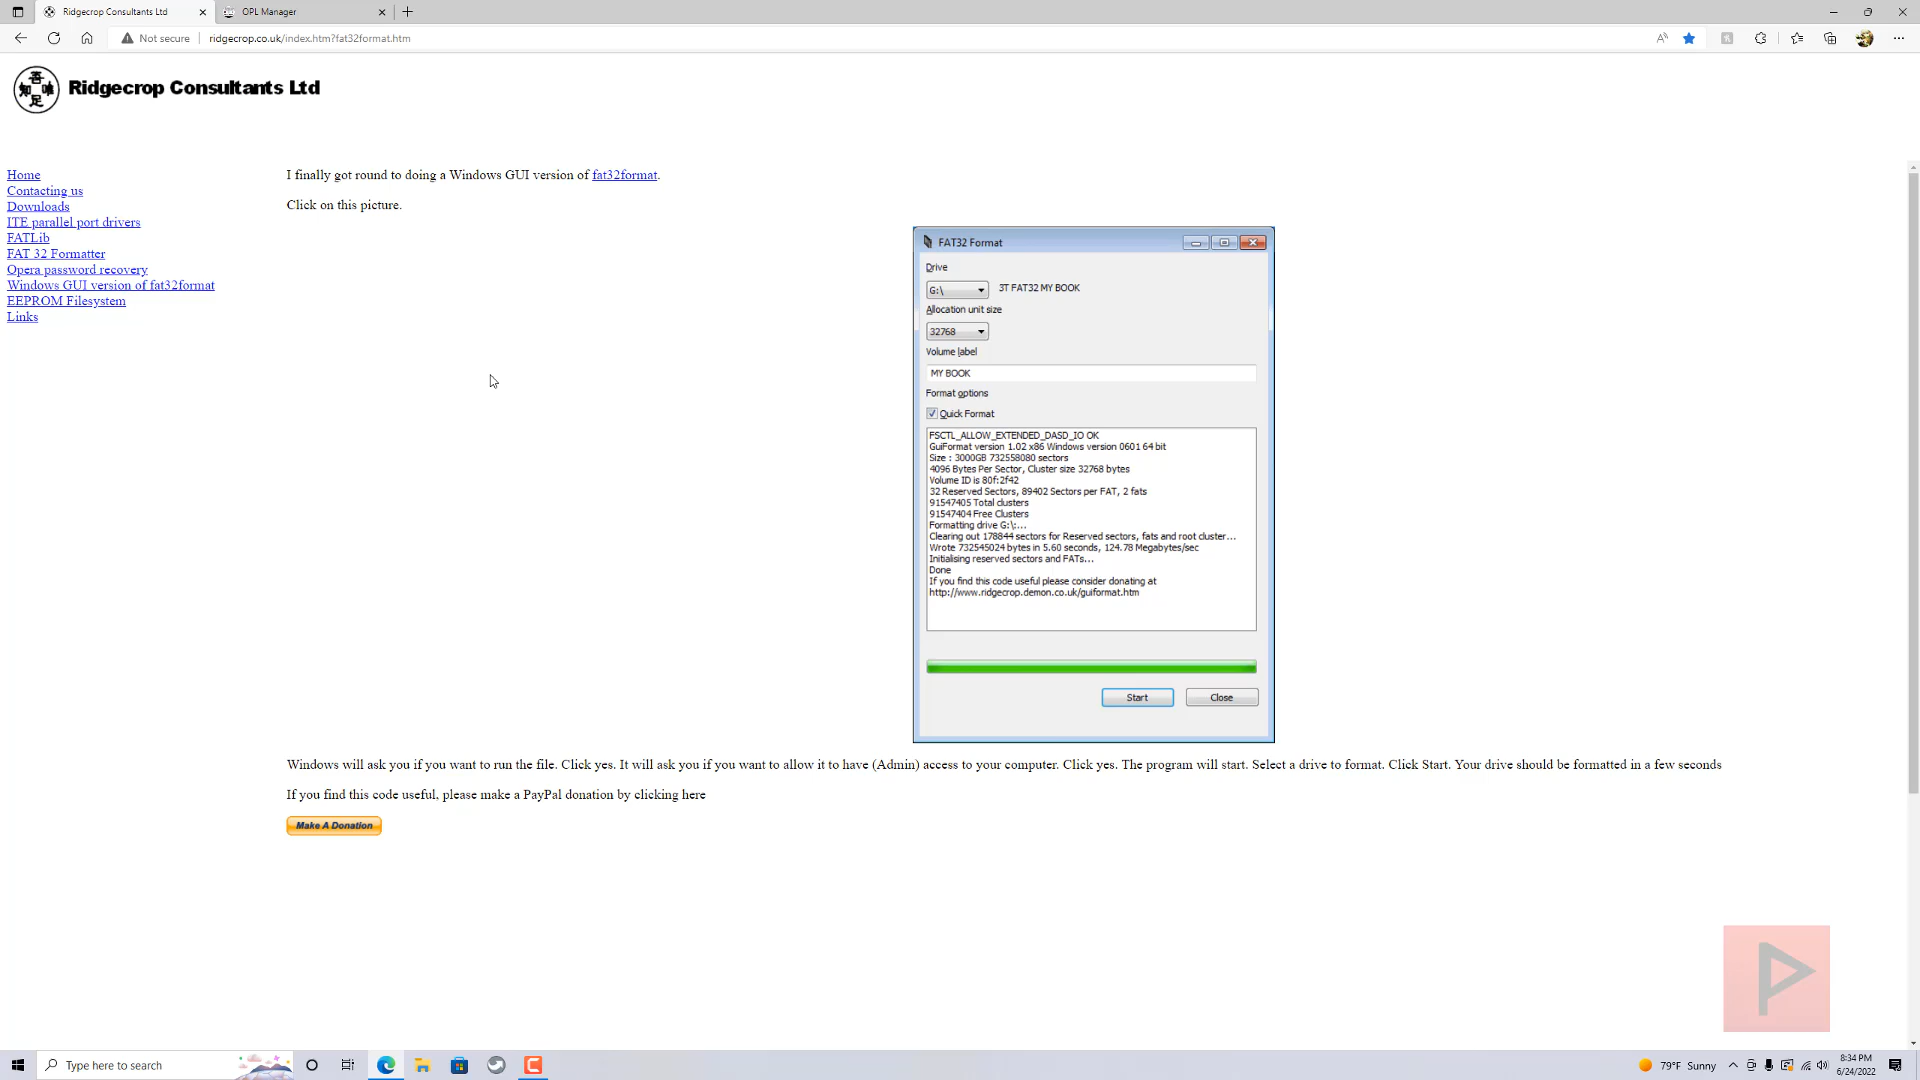 Ridgecrop Consultants Ltd
OPL Manager
Not secure
ridgecrop.co.uk/index.htm?fat32format.htm
吾
知 味
足
Ridgecrop Consultants Ltd
Home
Contacting us
Downloads
ITE parallel port drivers
FATLib
FAT 32 Formatter
Opera password recovery
Windows GUI version of fat32format
EEPROM Filesystem
Links
I finally got round to doing a Windows GUI version of fat32format.
Click on this picture.
FAT32 Format
Drive
G:\ 3T FAT32 MY BOOK
Allocation unit size
32768
Volume label
MY BOOK
Format options
Quick Format
FSCTL_ALLOW_EXTENDED_DASD_IO OK
GuiFormat version 1.02 x86 Windows version 0601 64 bit
Size : 3000GB 732558080 sectors
4096 Bytes Per Sector, Cluster size 32768 bytes
Volume ID is 80f:2f42
32 Reserved Sectors, 89402 Sectors per FAT, 2 fats
91547405 Total clusters
91547404 Free Clusters
Formatting drive G:\:...
Clearing out 178844 sectors for Reserved sectors, fats and root cluster...
Wrote 732545024 bytes in 5.60 seconds, 124.78 Megabytes/sec
Initialising reserved sectors and FATs...
Done
If you find this code useful please consider donating at
http://www.ridgecrop.demon.co.uk/guiformat.htm
Start
Close
Windows will ask you if you want to run the file. Click yes. It will ask you if you want to allow it to have (Admin) access to your computer. Click yes. The program will start. Select a drive to format. Click Start. Your drive should be formatted in a few seconds
If you find this code useful, please make a PayPal donation by clicking here
Make A Donation
Type here to search
79°F Sunny
8:34 PM
6/24/2022